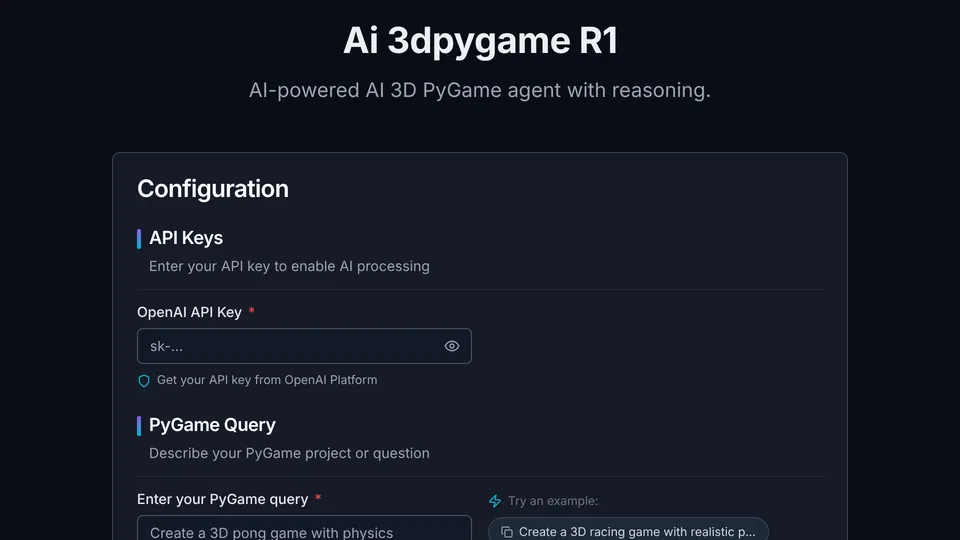 Ai 3dpygame R1
AI-powered AI 3D PyGame agent with reasoning.
Configuration
API Keys
Enter your API key to enable AI processing
OpenAI API Key *
sk-...
Get your API key from OpenAI Platform
PyGame Query
Describe your PyGame project or question
Enter your PyGame query *
Try an example:
Create a 3D pong game with physics
Create a 3D racing game with realistic p...